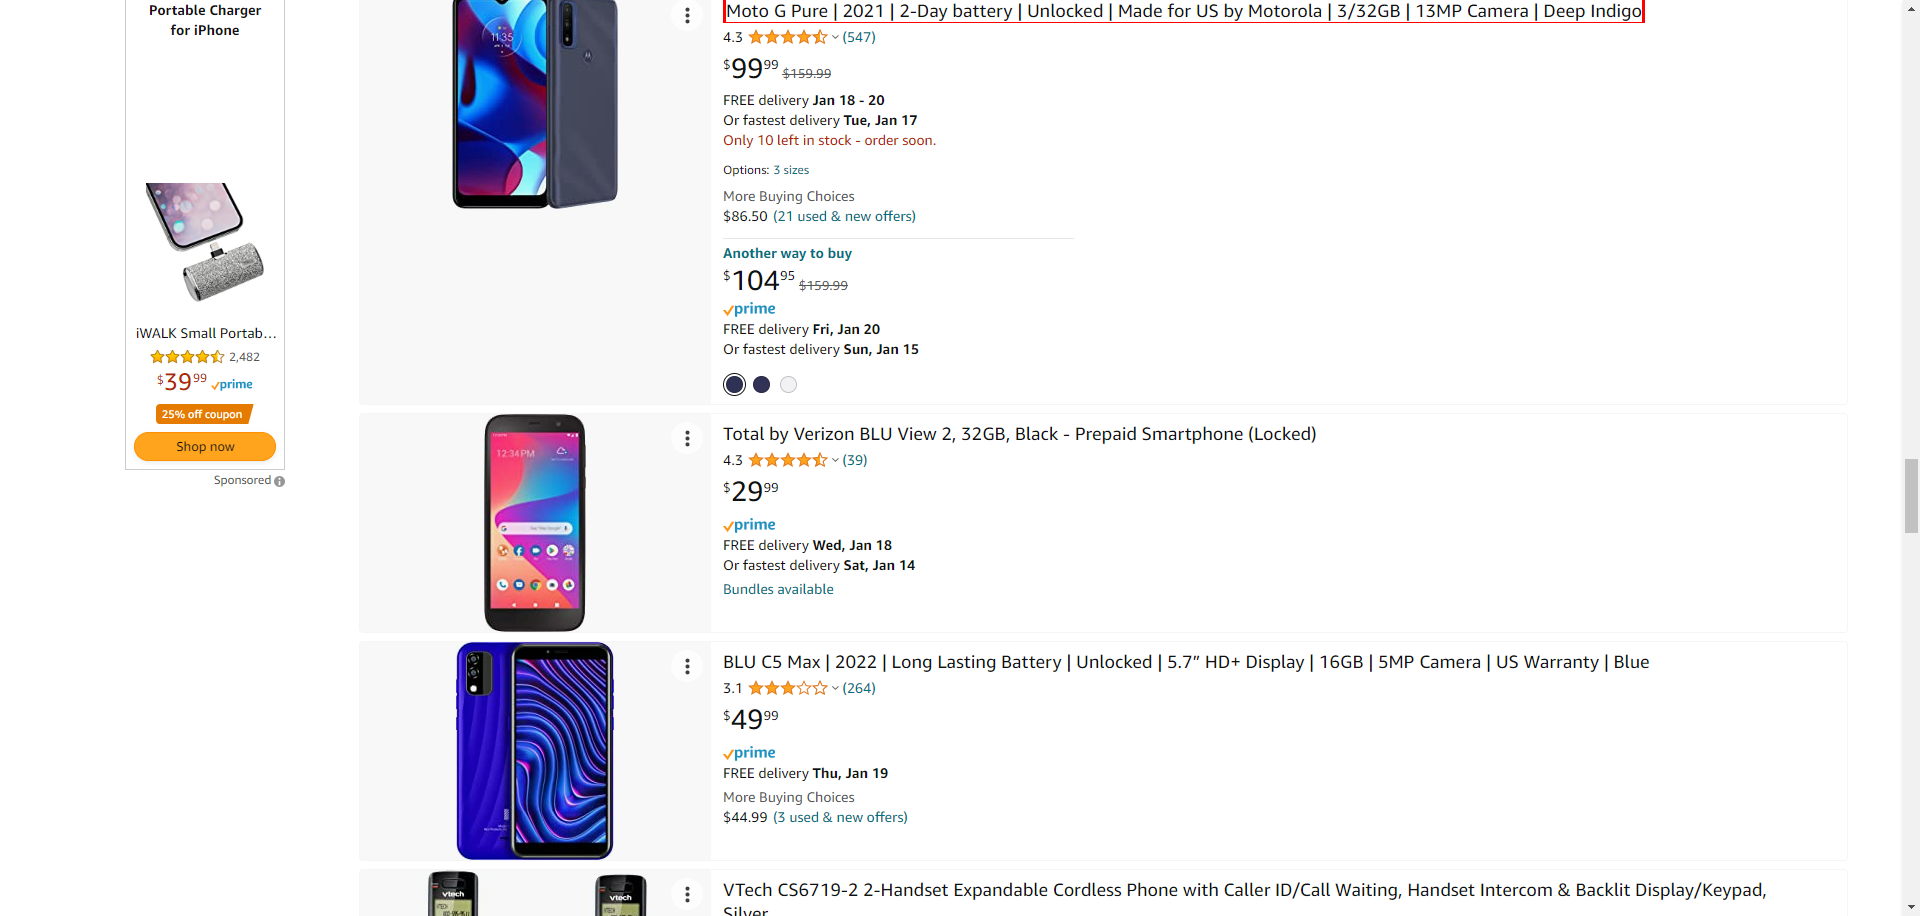 Portable Charger
for iPhone
iWALK Small Portab...
2,482
$39.99 prime
25% off coupon
Shop now
Sponsored
Moto G Pure | 2021 | 2-Day battery | Unlocked | Made for US by Motorola | 3/32GB | 13MP Camera | Deep Indigo
4.3 (547)
$99.99 $159.99
FREE delivery Jan 18 - 20
Or fastest delivery Tue, Jan 17
Only 10 left in stock - order soon.
Options: 3 sizes
More Buying Choices
$86.50 (21 used & new offers)
Another way to buy
$104.95 $159.99
prime
FREE delivery Fri, Jan 20
Or fastest delivery Sun, Jan 15
11:35
12:34 PM
Total by Verizon BLU View 2, 32GB, Black - Prepaid Smartphone (Locked)
4.3 (39)
$29.99
prime
FREE delivery Wed, Jan 18
Or fastest delivery Sat, Jan 14
Bundles available
BLU C5 Max | 2022 | Long Lasting Battery | Unlocked | 5.7” HD+ Display | 16GB | 5MP Camera | US Warranty | Blue
3.1 (264)
$49.99
prime
FREE delivery Thu, Jan 19
More Buying Choices
$44.99 (3 used & new offers)
vtech
vtech
VTech CS6719-2 2-Handset Expandable Cordless Phone with Caller ID/Call Waiting, Handset Intercom & Backlit Display/Keypad,
Silver